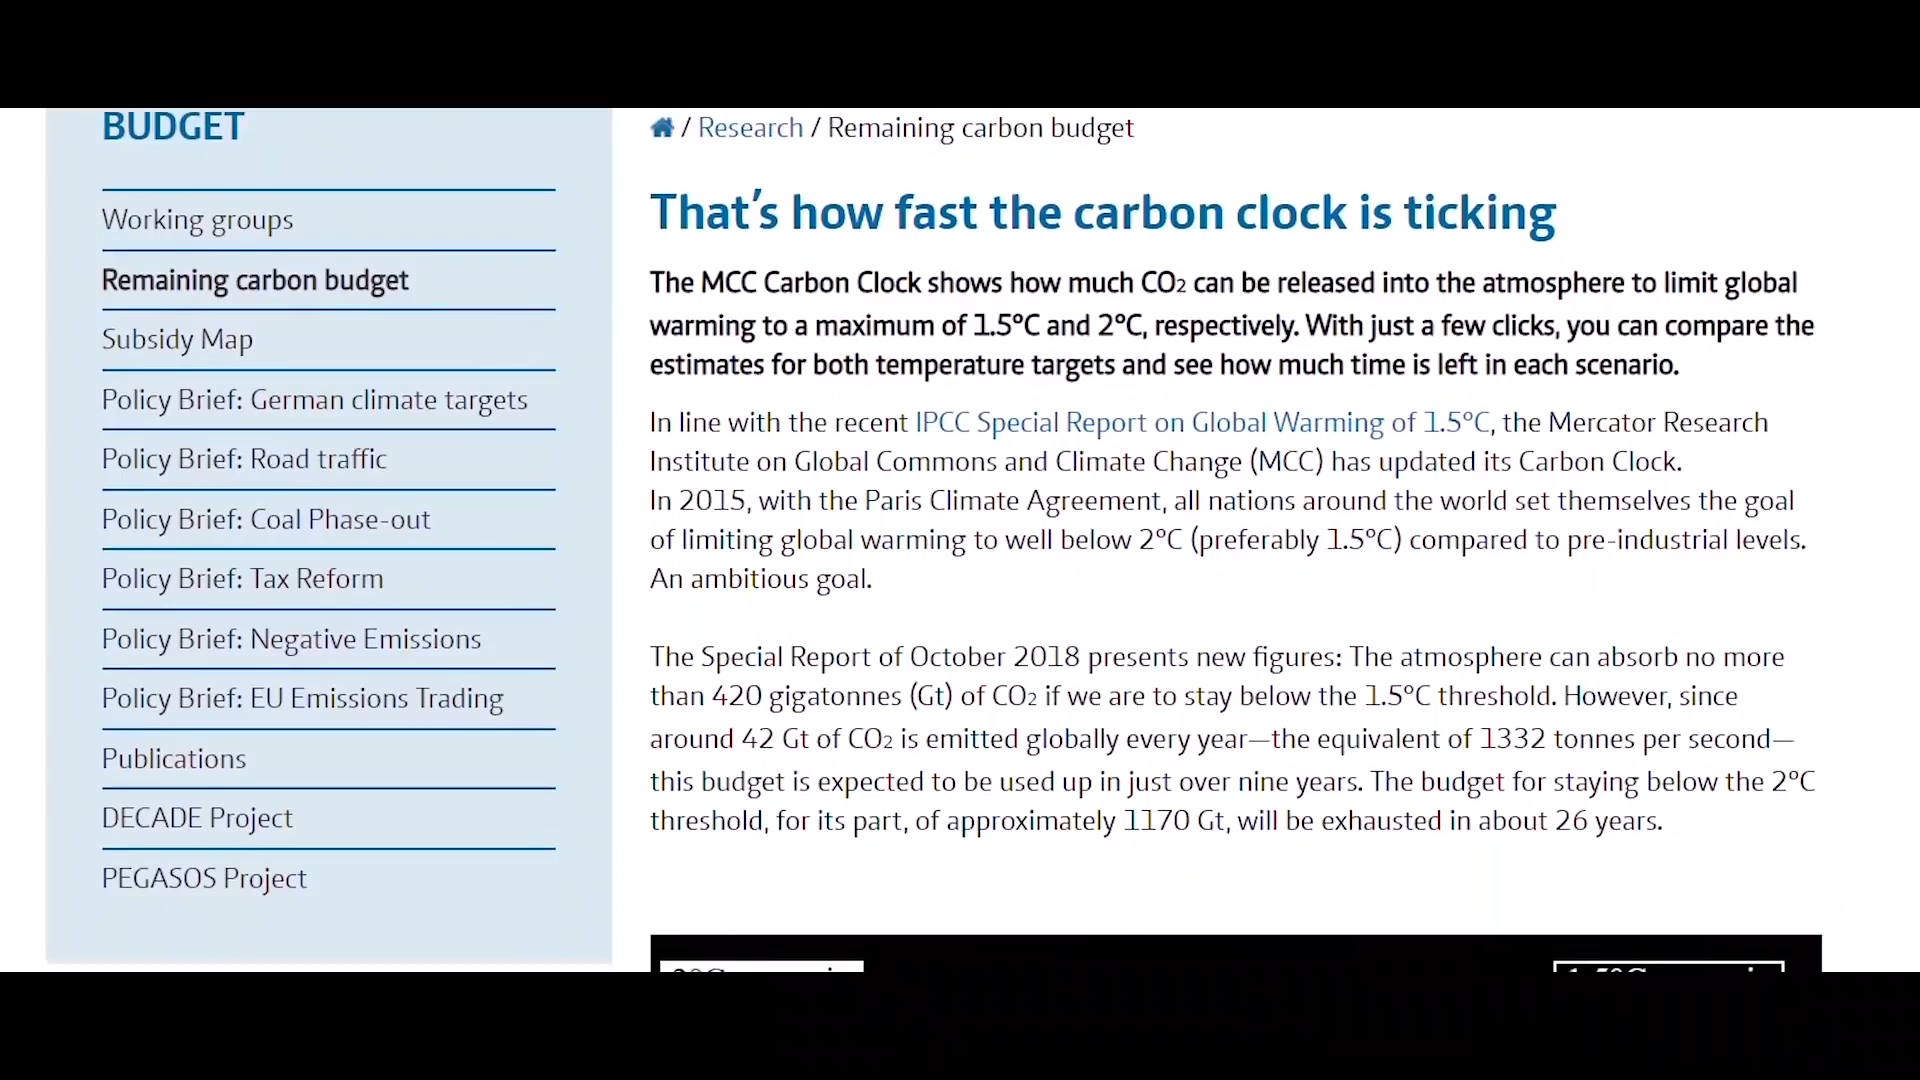 BUDGET
Working groups
Remaining carbon budget
Subsidy Map
Policy Brief: German climate targets
Policy Brief: Road traffic
Policy Brief: Coal Phase-out
Policy Brief: Tax Reform
Policy Brief: Negative Emissions
Policy Brief: EU Emissions Trading
Publications
DECADE Project
PEGASOS Project
/ Research / Remaining carbon budget
That's how fast the carbon clock is ticking
The MCC Carbon Clock shows how much CO₂ can be released into the atmosphere to limit global
warming to a maximum of 1.5°C and 2°C, respectively. With just a few clicks, you can compare the
estimates for both temperature targets and see how much time is left in each scenario.
In line with the recent IPCC Special Report on Global Warming of 1.5°C, the Mercator Research
Institute on Global Commons and Climate Change (MCC) has updated its Carbon Clock.
In 2015, with the Paris Climate Agreement, all nations around the world set themselves the goal
of limiting global warming to well below 2°C (preferably 1.5°C) compared to pre-industrial levels.
An ambitious goal.
The Special Report of October 2018 presents new figures: The atmosphere can absorb no more
than 420 gigatonnes (Gt) of CO₂ if we are to stay below the 1.5°C threshold. However, since
around 42 Gt of CO₂ is emitted globally every year—the equivalent of 1332 tonnes per second—
this budget is expected to be used up in just over nine years. The budget for staying below the 2°C
threshold, for its part, of approximately 1170 Gt, will be exhausted in about 26 years.